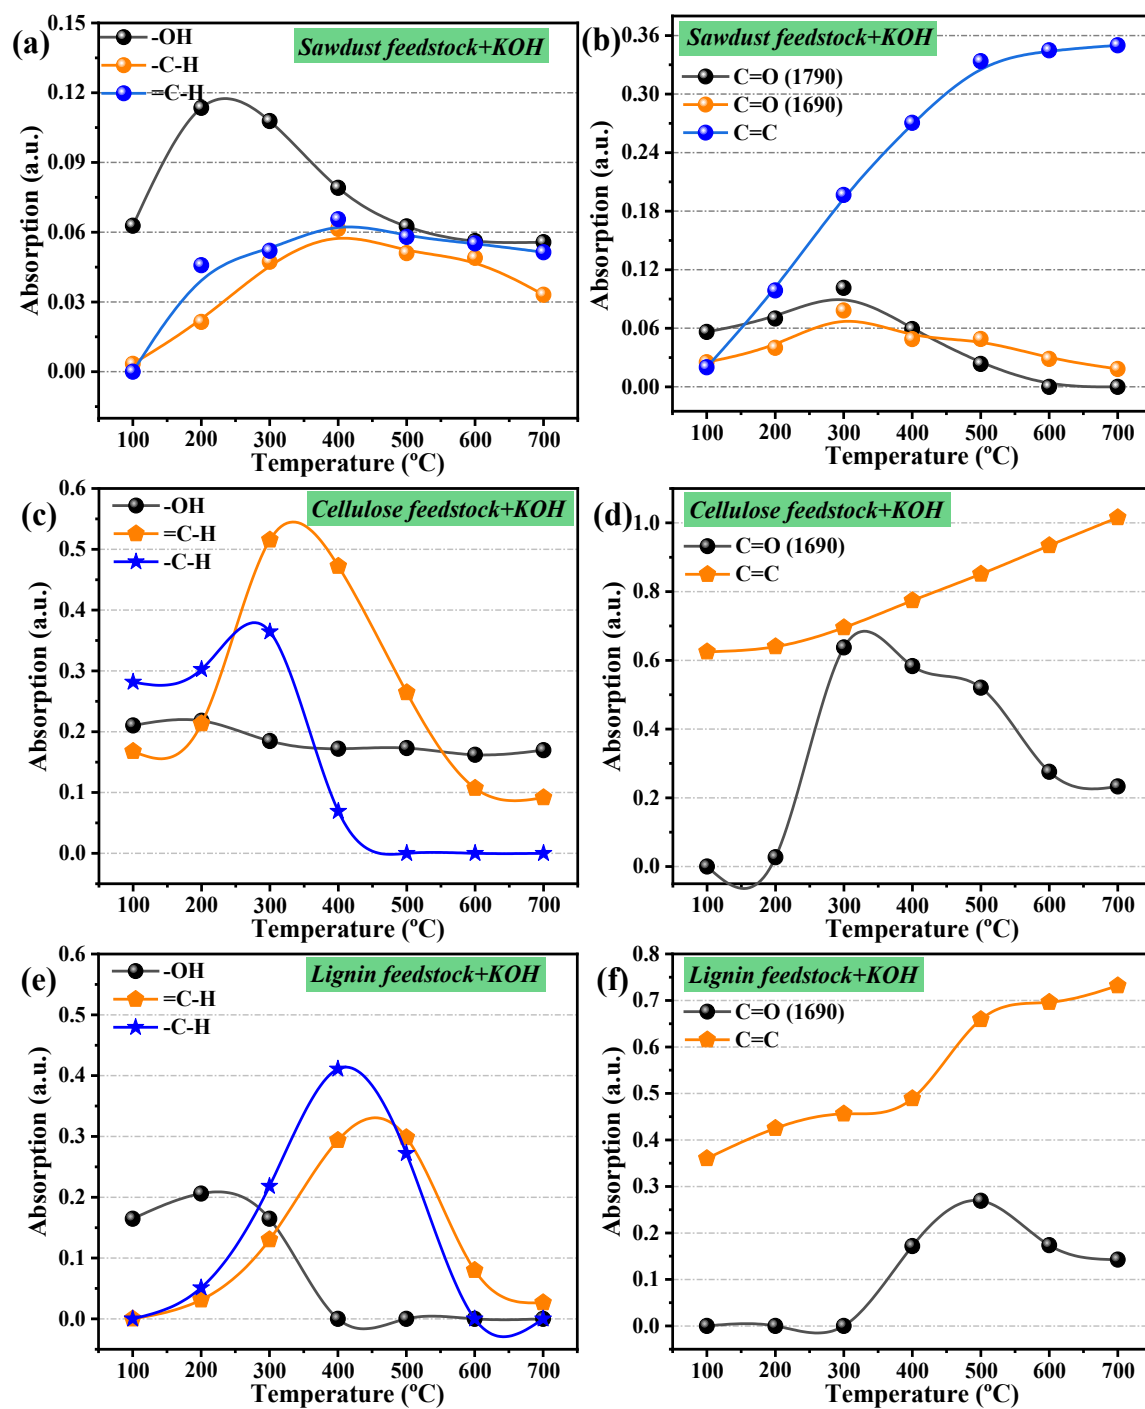 (a)
-OH
-C-H
=C-H
Sawdust feedstock+KOH
0.15
0.12
0.09
0.06
0.03
0.00
Absorption (a.u.)
100 200 300 400 500 600 700
Temperature (ºC)
(b)
Sawdust feedstock+KOH
C=O (1790)
C=O (1690)
C=C
0.36
0.30
0.24
0.18
0.12
0.06
0.00
Absorption (a.u.)
100 200 300 400 500 600 700
Temperature (ºC)
(c)
-OH
=C-H
-C-H
Cellulose feedstock+KOH
0.6
0.5
0.4
0.3
0.2
0.1
0.0
Absorption (a.u.)
100 200 300 400 500 600 700
Temperature (ºC)
(d)
Cellulose feedstock+KOH
C=O (1690)
C=C
1.0
0.8
0.6
0.4
0.2
0.0
Absorption (a.u.)
100 200 300 400 500 600 700
Temperature (ºC)
(e)
-OH
=C-H
-C-H
Lignin feedstock+KOH
0.6
0.5
0.4
0.3
0.2
0.1
0.0
Absorption (a.u.)
100 200 300 400 500 600 700
Temperature (ºC)
(f)
Lignin feedstock+KOH
C=O (1690)
C=C
0.8
0.7
0.6
0.5
0.4
0.3
0.2
0.1
0.0
Absorption (a.u.)
100 200 300 400 500 600 700
Temperature (ºC)